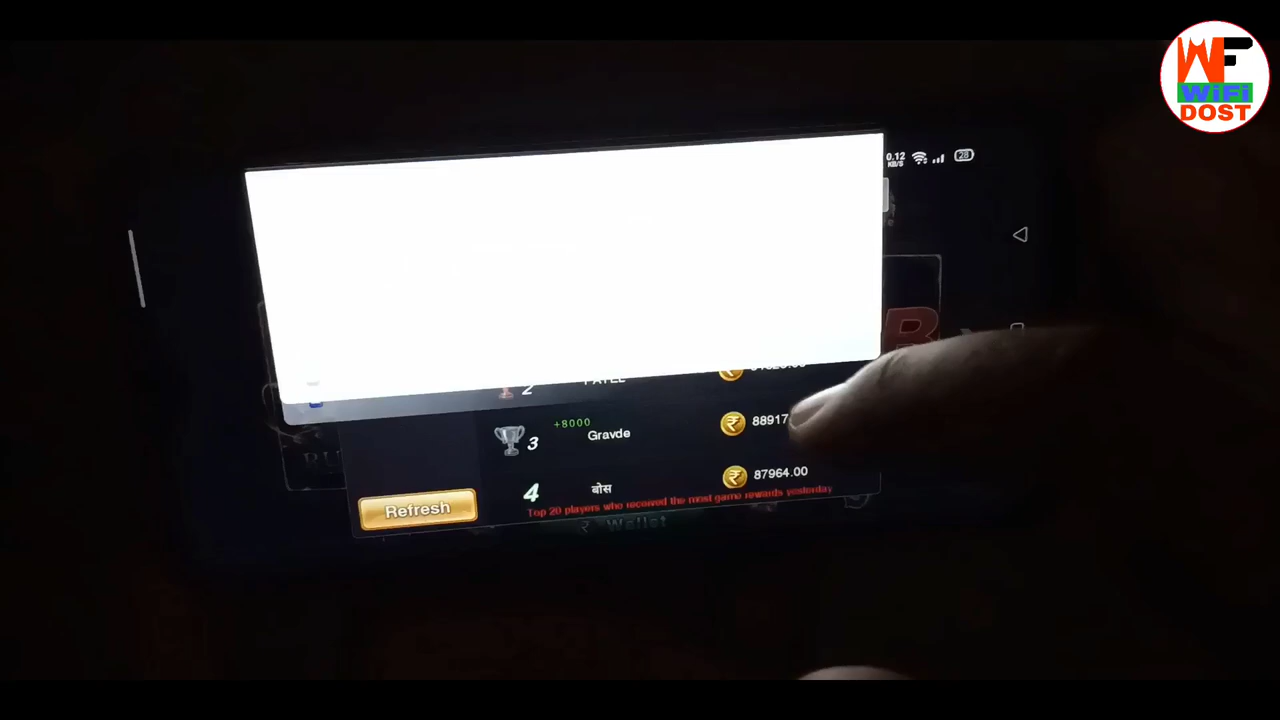 WF
WiFi
DOST
0.12
KB/S
28
2
PATEL
+8000
3
Gravde
88917
4
बोस
87964.00
Top 20 players who received the most game rewards yesterday
Refresh
₹ Wallet